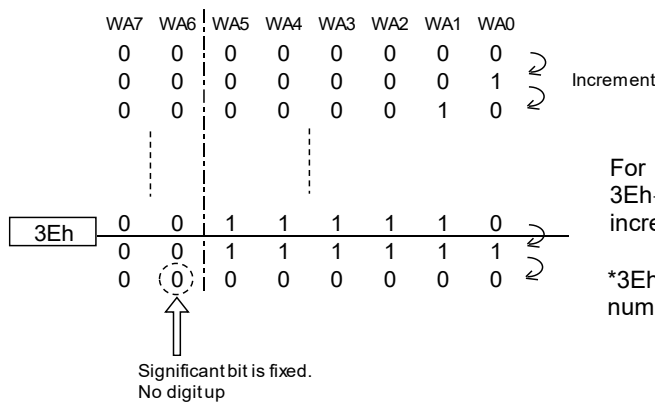 WA7 WA6 WA5 WA4 WA3 WA2 WA1 WA0
0 0 0 0 0 0 0 0
0 0 0 0 0 0 0 1
Increment
0 0 0 0 0 0 1 0
For
3Eh-
incre
3Eh 0 0 1 1 1 1 1 0
0 0 1 1 1 1 1 1
0 0 0 0 0 0 0 0
*3Eh
num
Significant bit is fixed.
No digit up